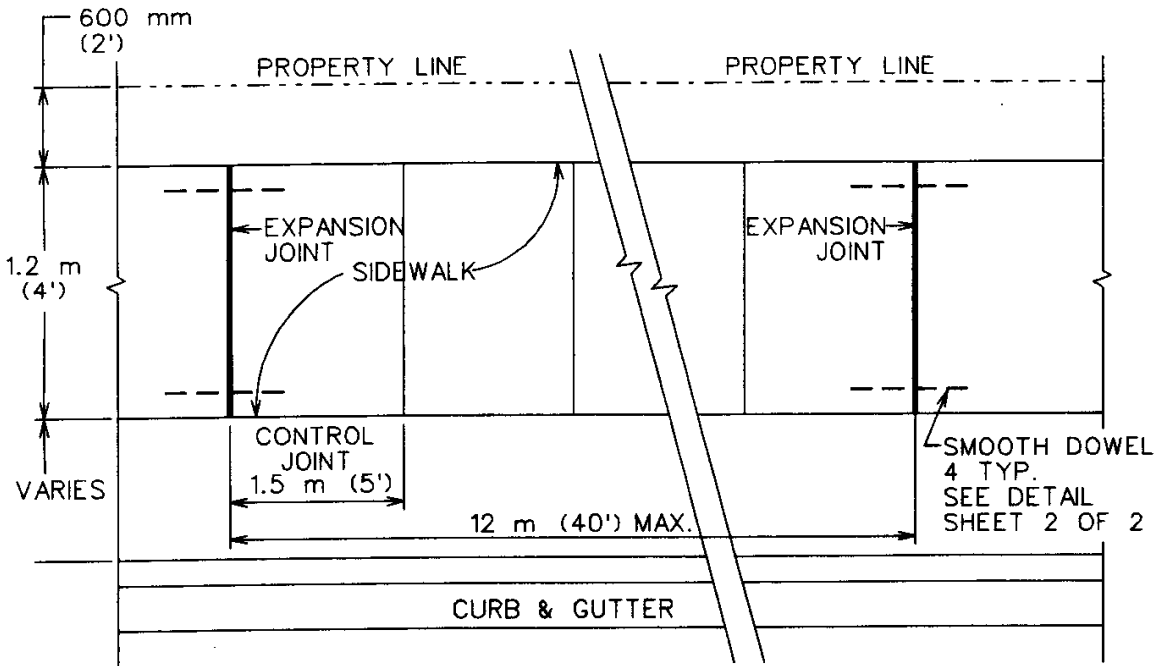 600 mm
(2')
PROPERTY LINE
PROPERTY LINE
EXPANSION
JOINT
EXPANSION
JOINT
SIDEWALK
1.2 m
(4')
CONTROL
JOINT
1.5 m (5')
VARIES
SMOOTH DOWEL
4 TYP.
SEE DETAIL
SHEET 2 OF 2
12 m (40') MAX.
CURB & GUTTER